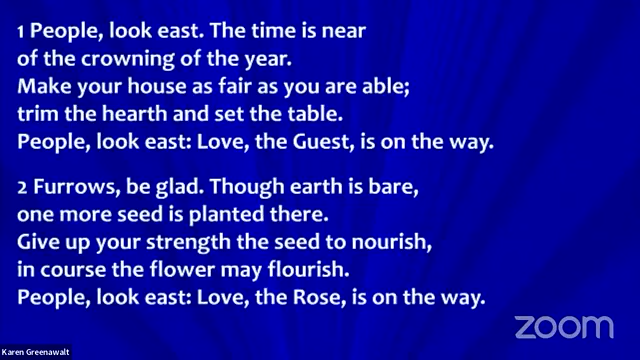 1 People, look east. The time is near
of the crowning of the year.
Make your house as fair as you are able;
trim the hearth and set the table.
People, look east: Love, the Guest, is on the way.
2 Furrows, be glad. Though earth is bare,
one more seed is planted there.
Give up your strength the seed to nourish,
in course the flower may flourish.
People, look east: Love, the Rose, is on the way.
zoom
Karen Greenawalt